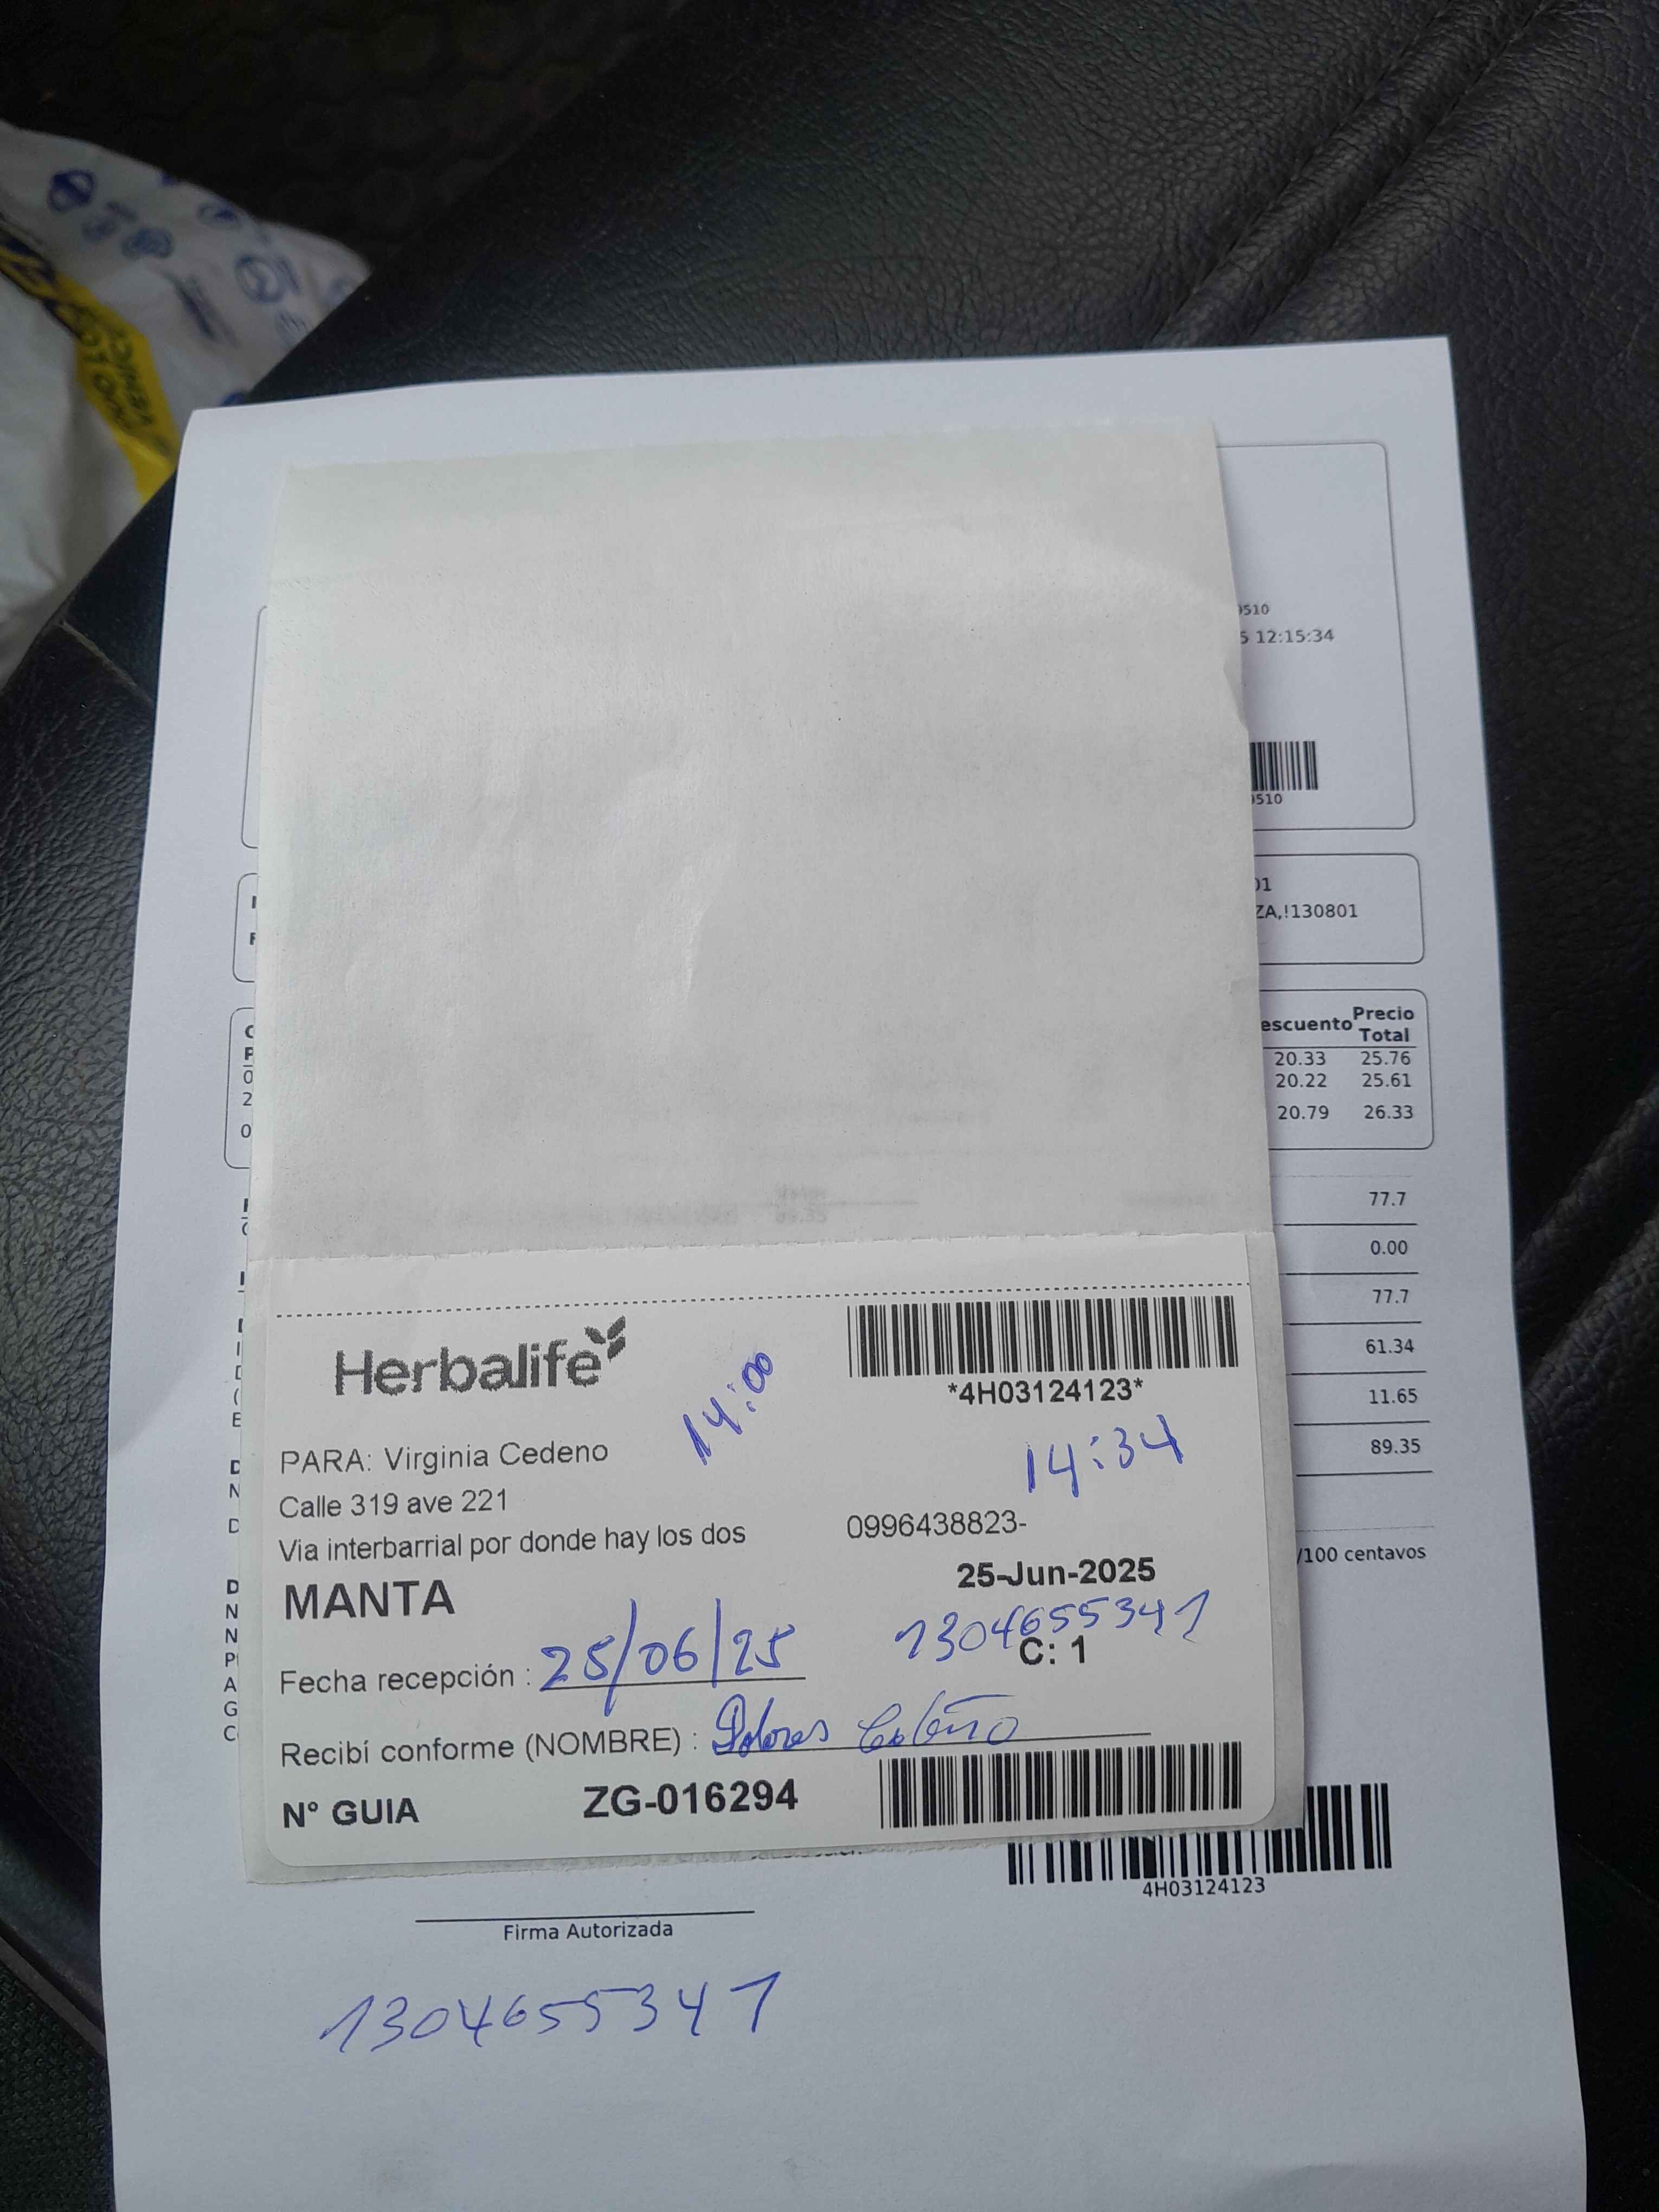 9510
5 12:15:34
9510
01
ZA,!130801
escuento Precio Total
20.33 25.76
20.22 25.61
20.79 26.33
77.7
0.00
77.7
61.34
11.65
89.35
/100 centavos
Herbalife
14:00
*4H03124123*
14:34
PARA: Virginia Cedeno
Calle 319 ave 221
Via interbarrial por donde hay los dos
0996438823-
MANTA
25-Jun-2025
1304655341
C: 1
Fecha recepción : 25/06/25
Recibí conforme (NOMBRE) : Dolores Cedeño
N° GUIA ZG-016294
4H03124123
Firma Autorizada
1304655341